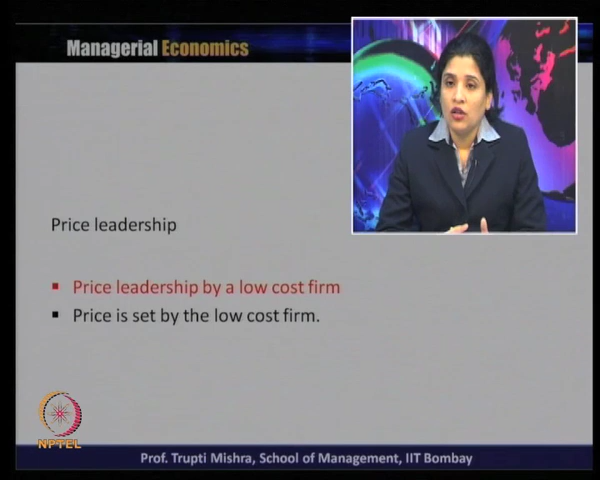 Managerial Economics
Price leadership
▪ Price leadership by a low cost firm
▪ Price is set by the low cost firm.
NPTEL
Prof. Trupti Mishra, School of Management, IIT Bombay